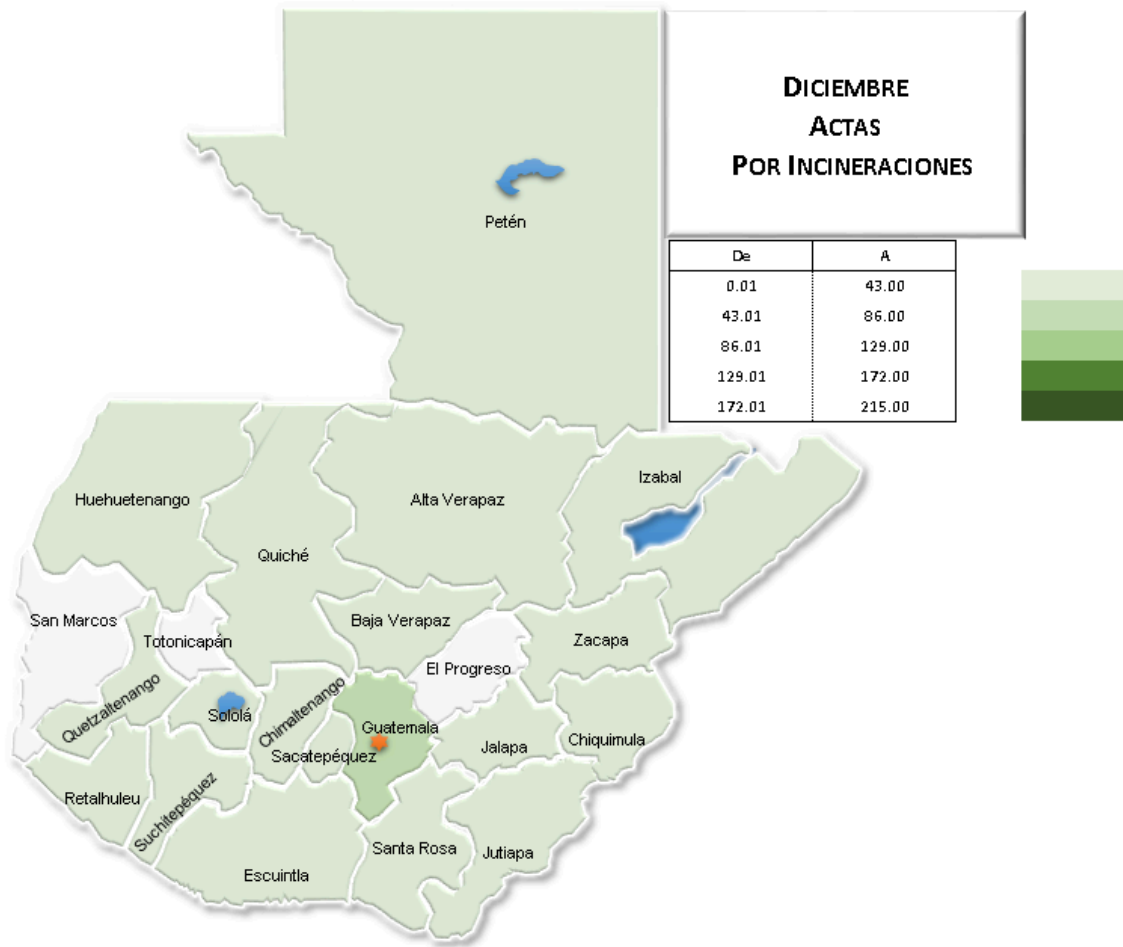 DICIEMBRE
ACTAS
POR INCINERACIONES
De A
0.01 43.00
43.01 86.00
86.01 129.00
129.01 172.00
172.01 215.00
Petén
Izabal
Huehuetenango
Alta Verapaz
Quiché
San Marcos
Totonicapán
Baja Verapaz
Zacapa
El Progreso
Quetzaltenango
Sololá
Chimaltenango
Guatemala
Sacatepéquez
Jalapa
Chiquimula
Retalhuleu
Suchitepéquez
Santa Rosa
Jutiapa
Escuintla